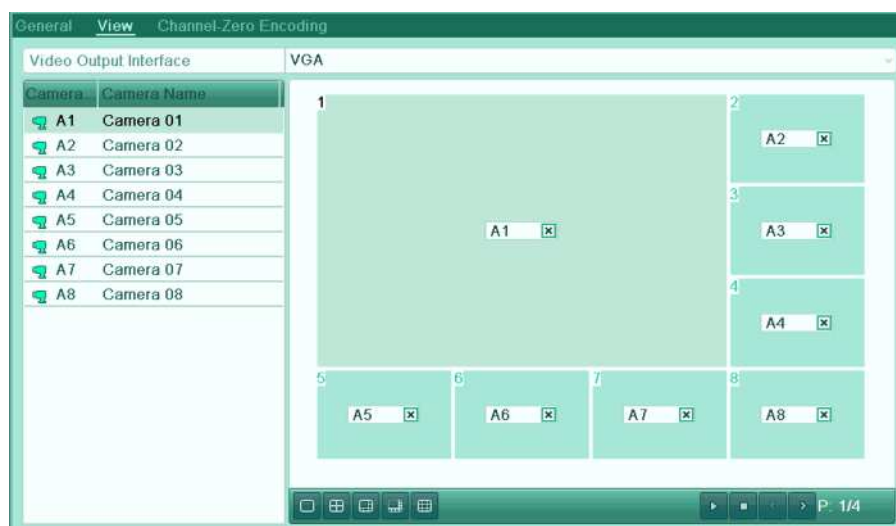 General View Channel-Zero Encoding
Video Output Interface VGA
Camera... Camera Name
A1 Camera 01
A2 Camera 02
A3 Camera 03
A4 Camera 04
A5 Camera 05
A6 Camera 06
A7 Camera 07
A8 Camera 08
1
A1
2
A2
3
A3
4
A4
5
A5
6
A6
7
A7
8
A8
P: 1/4